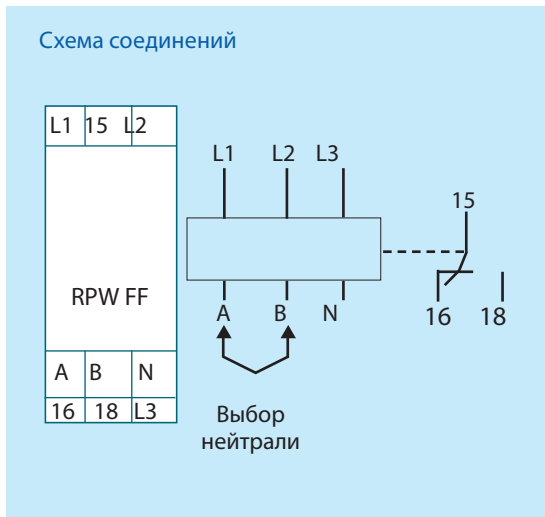 Схема соединений
L1 15 L2
L1 L2 L3
15
RPW FF
16 18
A B N
A B N
16 18 L3
Выбор
нейтрали